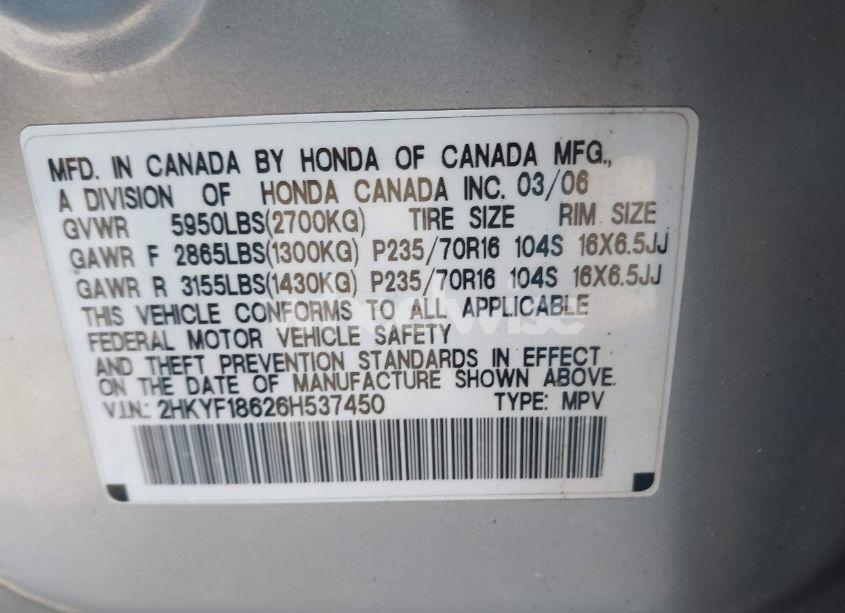 MFD. IN CANADA BY HONDA OF CANADA MFG.,
A DIVISION OF HONDA CANADA INC. 03/06
GVWR 5950LBS(2700KG) TIRE SIZE RIM SIZE
GAWR F 2865LBS(1300KG) P235/70R16 104S 16X6.5JJ
GAWR R 3155LBS(1430KG) P235/70R16 104S 16X6.5JJ
THIS VEHICLE CONFORMS TO ALL APPLICABLE
FEDERAL MOTOR VEHICLE SAFETY
AND THEFT PREVENTION STANDARDS IN EFFECT
ON THE DATE OF MANUFACTURE SHOWN ABOVE.
V.I.N.: 2HKYF18626H537450 TYPE: MPV